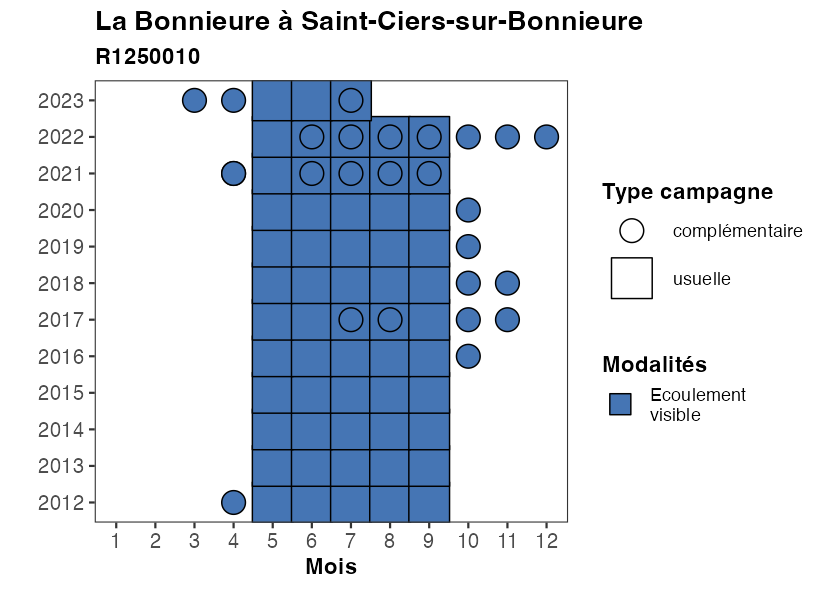 La Bonnieure à Saint-Ciers-sur-Bonnieure
R1250010
2023
2022
2021
2020
2019
2018
2017
2016
2015
2014
2013
2012
1 2 3 4 5 6 7 8 9 10 11 12
Mois
Type campagne
complémentaire
usuelle
Modalités
Ecoulement
visible